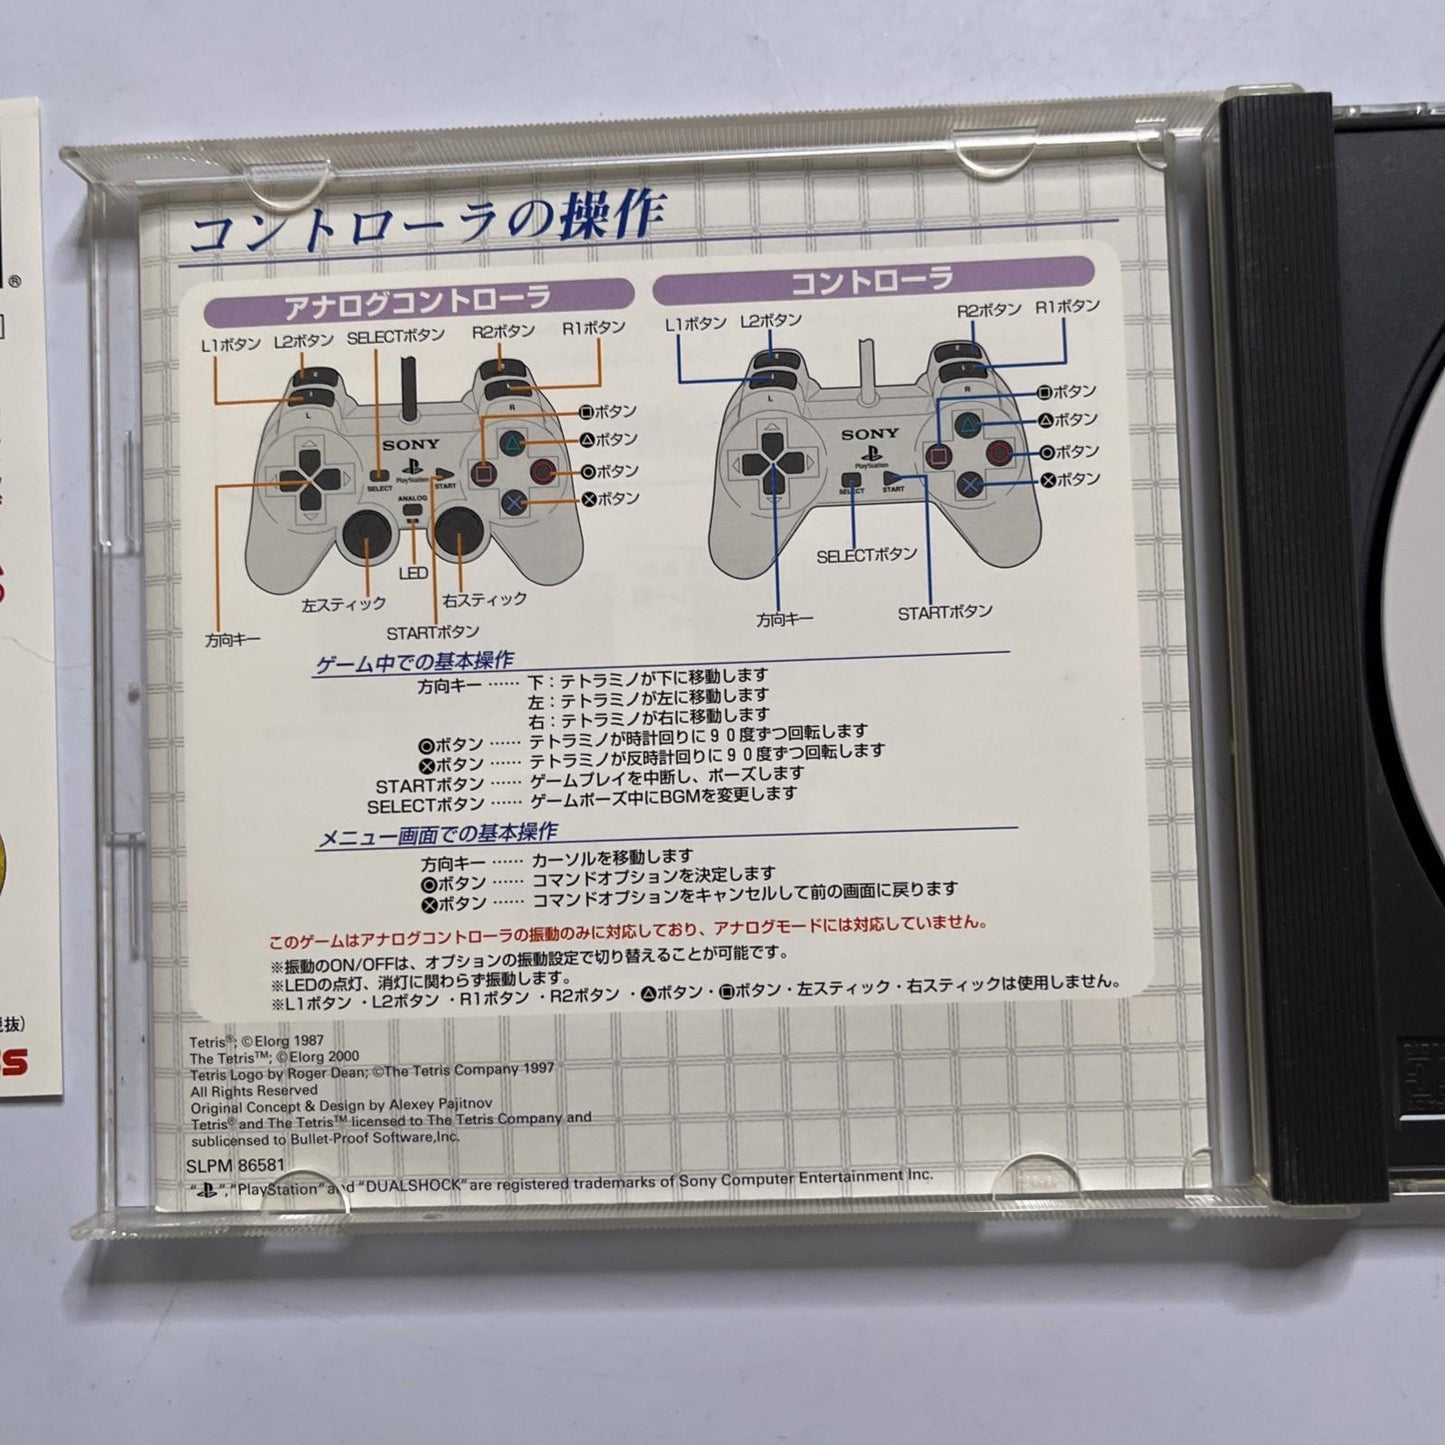 コントローラの操作
アナログコントローラ
L1ボタン L2ボタン SELECTボタン R2ボタン R1ボタン
L
R
SONY
PlayStation
SELECT
START
ANALOG
□ボタン
△ボタン
○ボタン
×ボタン
LED
左スティック
右スティック
方向キー
STARTボタン
コントローラ
L1ボタン L2ボタン R2ボタン R1ボタン
L
R
SONY
PlayStation
SELECT
START
□ボタン
△ボタン
○ボタン
×ボタン
SELECTボタン
方向キー
STARTボタン
ゲーム中での基本操作
方向キー …… 下：テトラミノが下に移動します
左：テトラミノが左に移動します
右：テトラミノが右に移動します
○ボタン …… テトラミノが時計回りに90度ずつ回転します
×ボタン …… テトラミノが反時計回りに90度ずつ回転します
STARTボタン …… ゲームプレイを中断し、ポーズします
SELECTボタン …… ゲームポーズ中にBGMを変更します
メニュー画面での基本操作
方向キー …… カーソルを移動します
○ボタン …… コマンドオプションを決定します
×ボタン …… コマンドオプションをキャンセルして前の画面に戻ります
このゲームはアナログコントローラの振動のみに対応しており、アナログモードには対応していません。
※振動のON/OFFは、オプションの振動設定で切り替えることが可能です。
※LEDの点灯、消灯に関わらず振動します。
※L1ボタン・L2ボタン・R1ボタン・R2ボタン・△ボタン・□ボタン・左スティック・右スティックは使用しません。
Tetris®; ©Elorg 1987
The Tetris™; ©Elorg 2000
Tetris Logo by Roger Dean; ©The Tetris Company 1997
All Rights Reserved
Original Concept & Design by Alexey Pajitnov
Tetris® and The Tetris™ licensed to The Tetris Company and
sublicensed to Bullet-Proof Software,Inc.
SLPM 86581
" ","PlayStation" and "DUALSHOCK" are registered trademarks of Sony Computer Entertainment Inc.
®
抜)